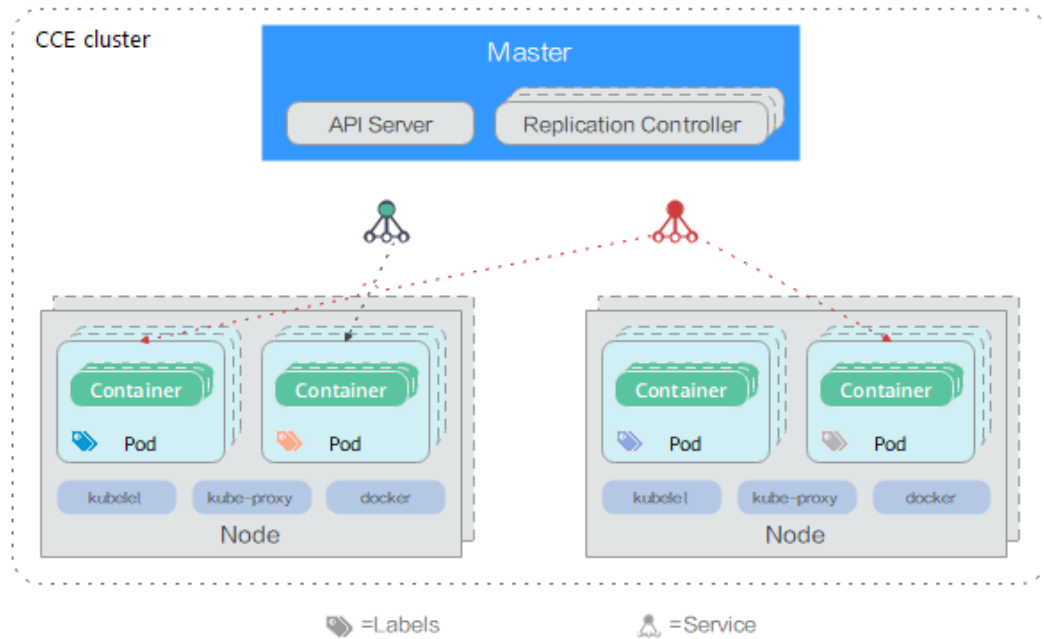 CCE cluster
Master
API Server
Replication Controller
Container
Container
Container
Container
Pod
Pod
Pod
Pod
kubelet
kube-proxy
docker
kubelet
kube-proxy
docker
Node
Node
=Labels
=Service